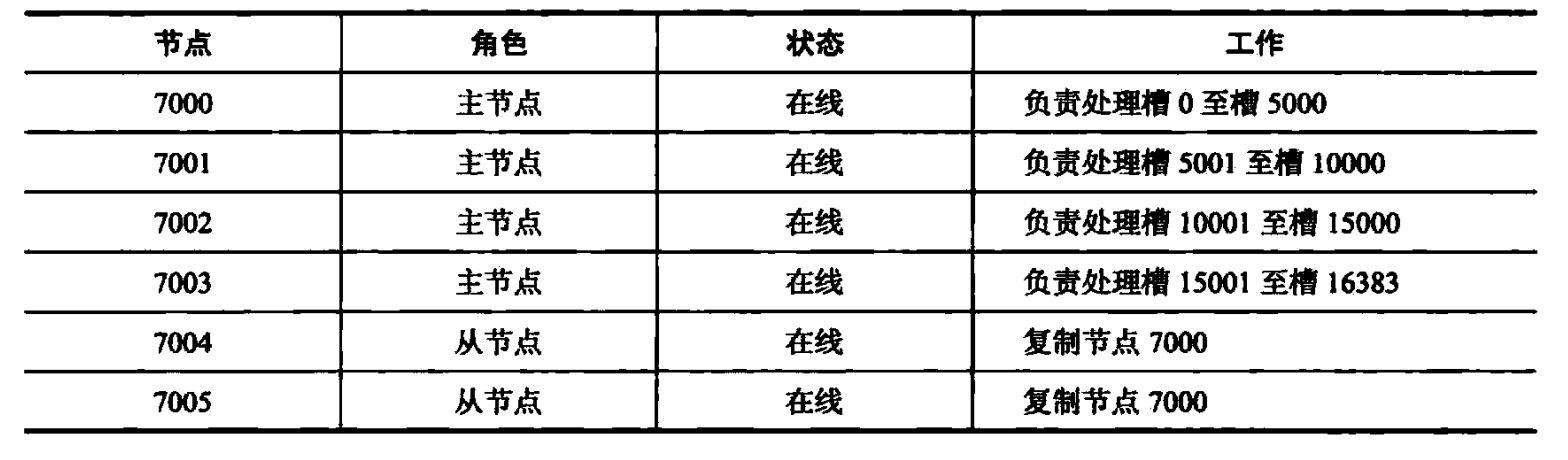 节点 角色 状态 工作
7000 主节点 在线 负责处理槽 0 至槽 5000
7001 主节点 在线 负责处理槽 5001 至槽 10000
7002 主节点 在线 负责处理槽 10001 至槽 15000
7003 主节点 在线 负责处理槽 15001 至槽 16383
7004 从节点 在线 复制节点 7000
7005 从节点 在线 复制节点 7000